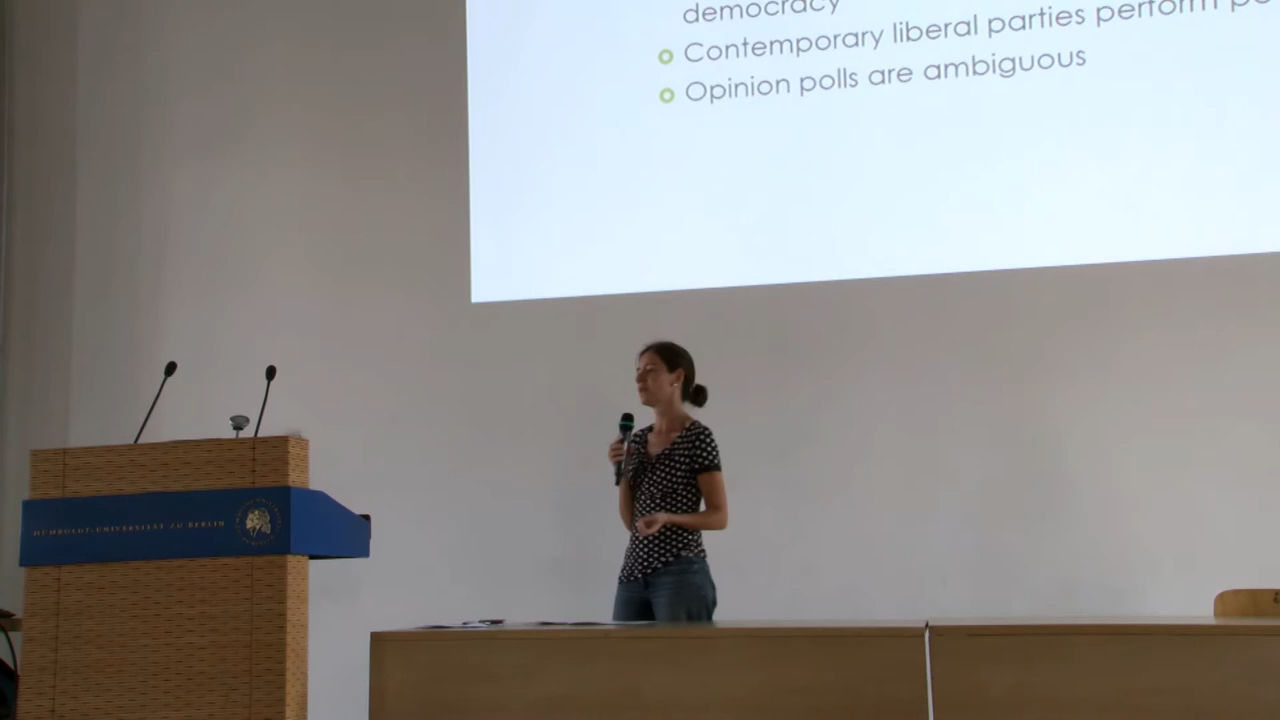 democracy
Contemporary liberal parties perform
Opinion polls are ambiguous
HUMBOLDT-UNIVERSITÄT ZU BERLIN